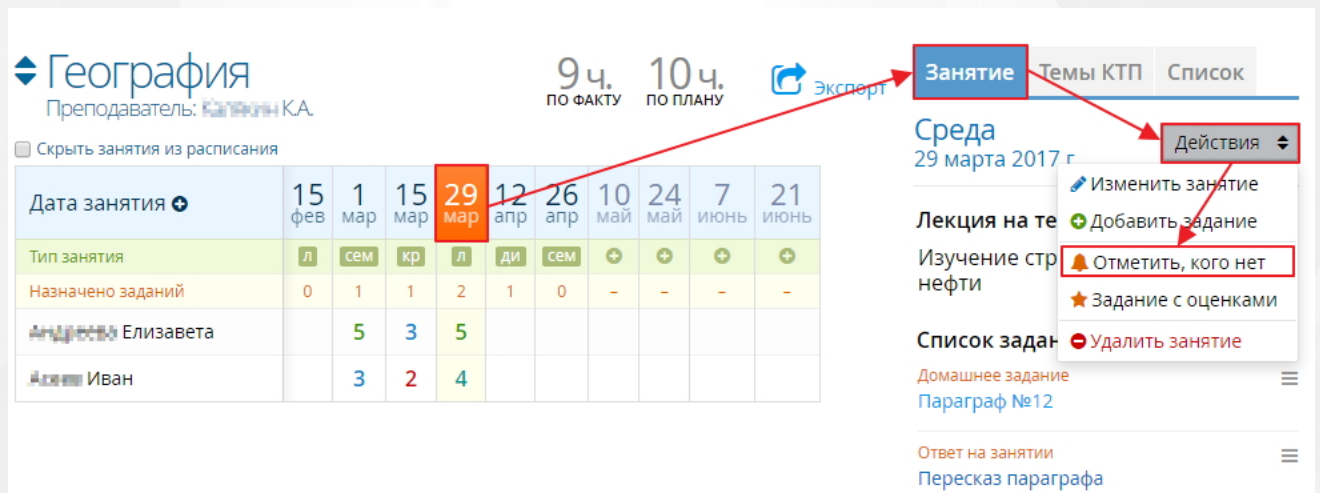 География
Преподаватель: К.А.
9 ч.
ПО ФАКТУ
10 ч.
ПО ПЛАНУ
Экспорт
Скрыть занятия из расписания
Дата занятия 15 фев 1 мар 15 мар 29 мар 12 апр 26 апр 10 май 24 май 7 июнь 21 июнь
Тип занятия л сем кр л ди сем
Назначено заданий 0 1 1 2 1 0 – – – –
Елизавета 5 3 5
Иван 3 2 4
Занятие Темы КТП Список
Среда
29 марта 2017 г
Действия
Изменить занятие
Добавить задание
Отметить, кого нет
Задание с оценками
Удалить занятие
Лекция на те
Изучение стр
нефти
Список задан
Домашнее задание
Параграф №12
Ответ на занятии
Пересказ параграфа